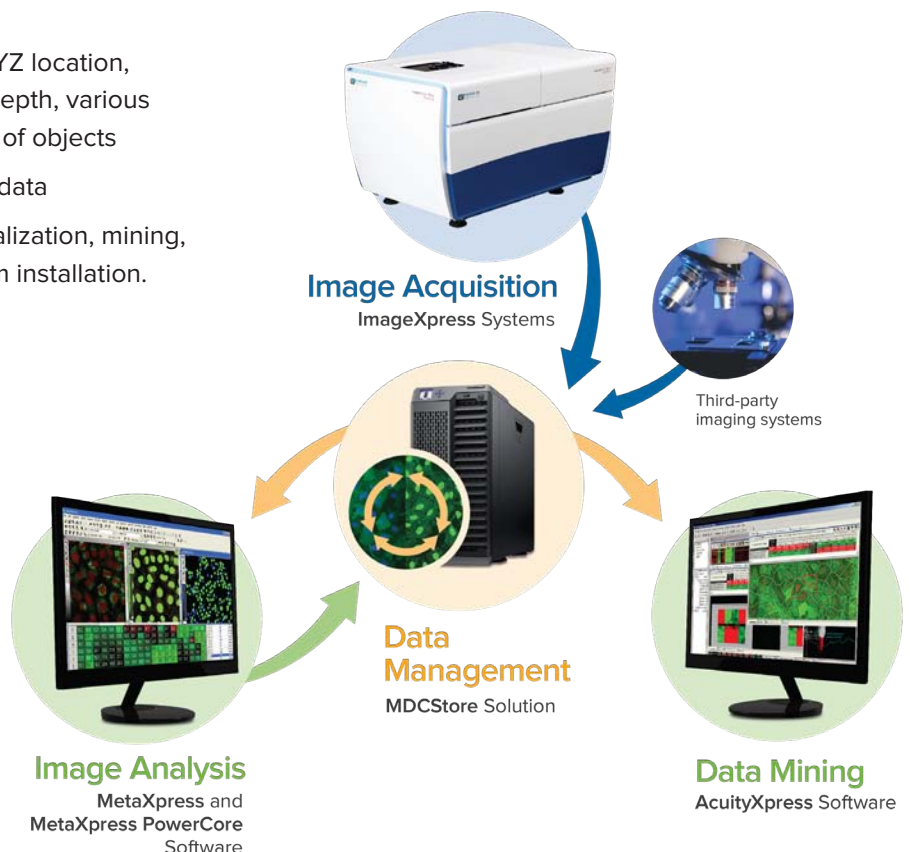 YZ location,
epth, various
of objects
data
alization, mining,
n installation.
Image Acquisition
ImageXpress Systems
Third-party
imaging systems
Data
Management
MDCStore Solution
Image Analysis
MetaXpress and
MetaXpress PowerCore
Software
Data Mining
AcuityXpress Software